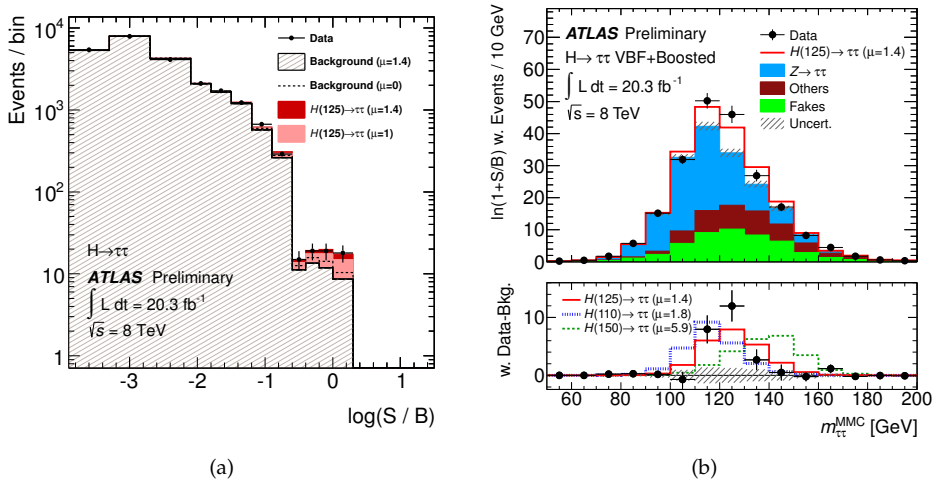 Events / bin
10⁴
10³
10²
10
1
-3 -2 -1 0 1
log(S / B)
Data
Background (μ=1.4)
Background (μ=0)
H(125)→ττ (μ=1.4)
H(125)→ττ (μ=1)
H→ττ
ATLAS Preliminary
∫ L dt = 20.3 fb⁻¹
√s = 8 TeV
(a)
ln(1+S/B) w. Events / 10 GeV
70
60
50
40
30
20
10
0
ATLAS Preliminary
H→ττ VBF+Boosted
∫ L dt = 20.3 fb⁻¹
√s = 8 TeV
Data
H(125)→ττ (μ=1.4)
Z→ττ
Others
Fakes
Uncert.
w. Data-Bkg.
10
0
H(125)→ττ (μ=1.4)
H(110)→ττ (μ=1.8)
H(150)→ττ (μ=5.9)
60 80 100 120 140 160 180 200
m_ττ^MMC [GeV]
(b)